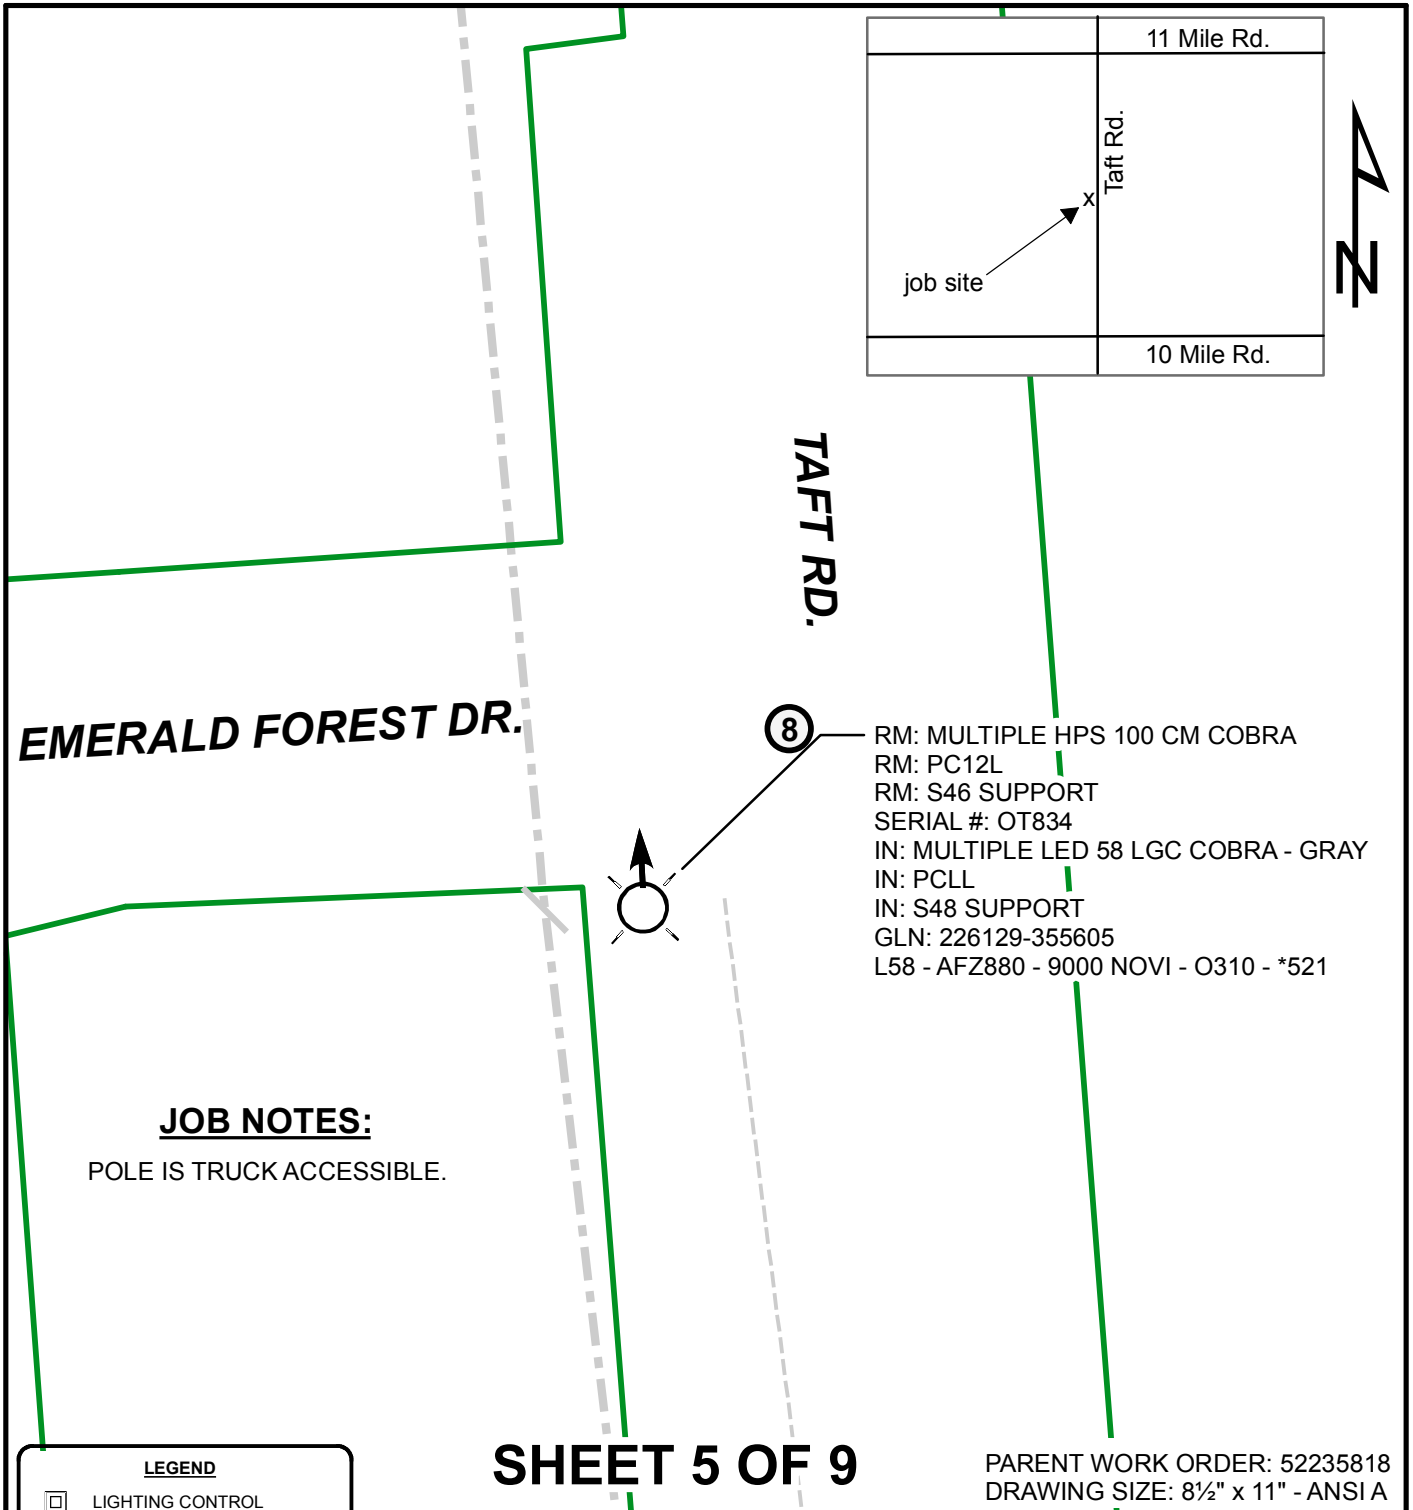 11 Mile Rd.
Taft Rd.
x
job site
10 Mile Rd.
N
TAFT RD.
EMERALD FOREST DR.
8
RM: MULTIPLE HPS 100 CM COBRA
RM: PC12L
RM: S46 SUPPORT
SERIAL #: OT834
IN: MULTIPLE LED 58 LGC COBRA - GRAY
IN: PCLL
IN: S48 SUPPORT
GLN: 226129-355605
L58 - AFZ880 - 9000 NOVI - O310 - *521
JOB NOTES:
POLE IS TRUCK ACCESSIBLE.
LEGEND
LIGHTING CONTROL
SHEET 5 OF 9
PARENT WORK ORDER: 52235818
DRAWING SIZE: 8½" x 11" - ANSI A